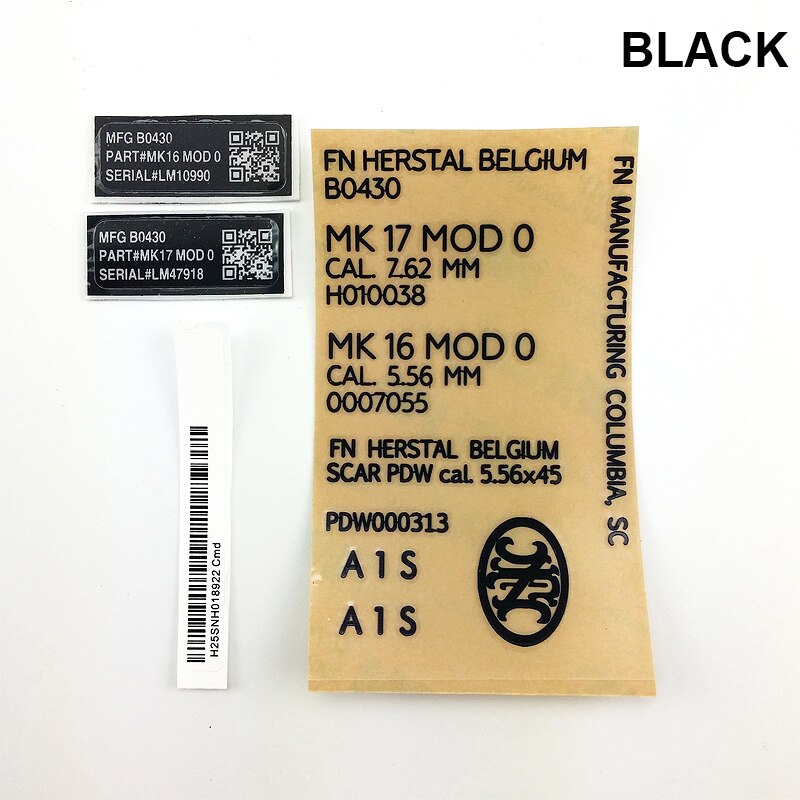 BLACK
MFG B0430
PART#MK16 MOD 0
SERIAL#LM10990
MFG B0430
PART#MK17 MOD 0
SERIAL#LM47918
H25SNH018922 Cmd
FN HERSTAL BELGIUM
B0430
MK 17 MOD 0
CAL. 7.62 MM
H010038
MK 16 MOD 0
CAL. 5.56 MM
0007055
FN HERSTAL BELGIUM
SCAR PDW cal. 5.56x45
PDW000313
A1S
A1S
FN
FN MANUFACTURING COLUMBIA, SC